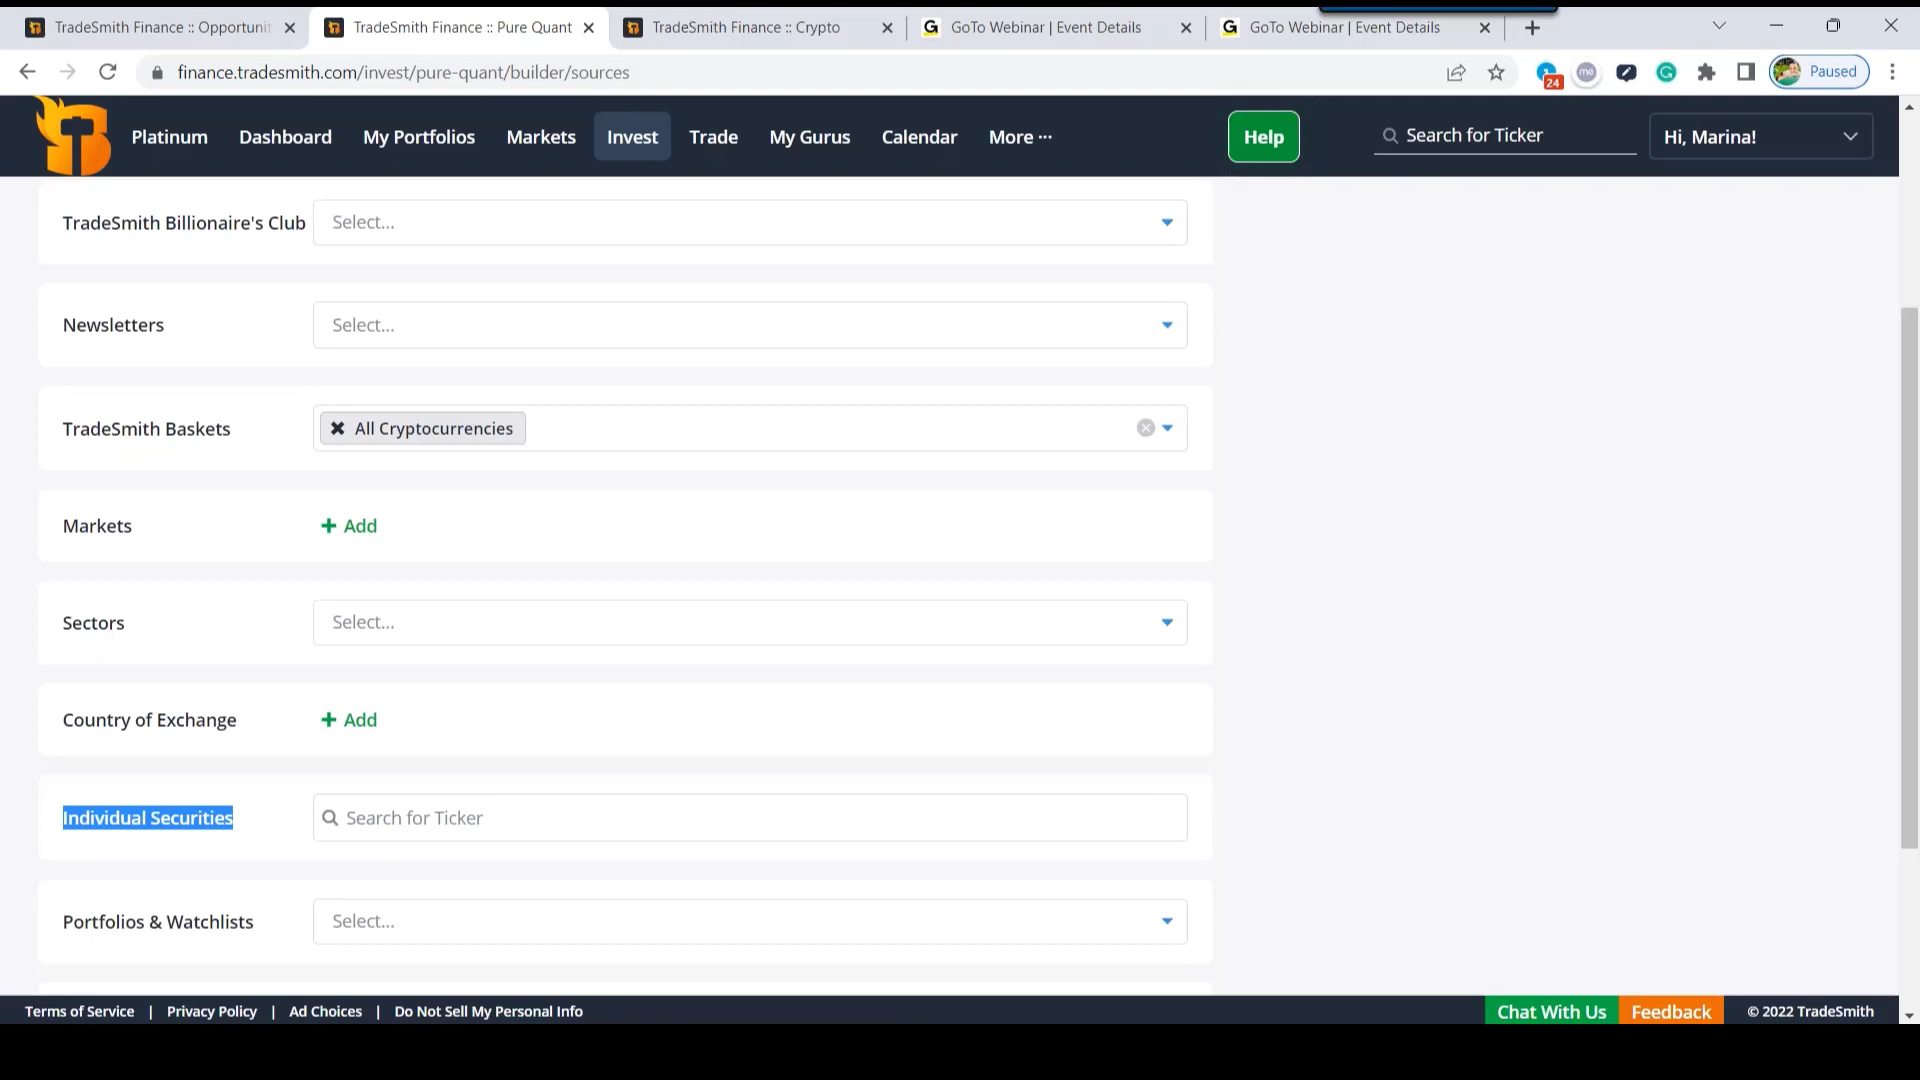 TradeSmith Finance :: Opportuni
TradeSmith Finance :: Pure Quant
TradeSmith Finance :: Crypto
G GoTo Webinar | Event Details
G GoTo Webinar | Event Details
finance.tradesmith.com/invest/pure-quant/builder/sources
24
me
G
Paused
Platinum
Dashboard
My Portfolios
Markets
Invest
Trade
My Gurus
Calendar
More ···
Help
Search for Ticker
Hi, Marina!
TradeSmith Billionaire's Club
Select...
Newsletters
Select...
TradeSmith Baskets
All Cryptocurrencies
Markets
+ Add
Sectors
Select...
Country of Exchange
+ Add
Individual Securities
Search for Ticker
Portfolios & Watchlists
Select...
Terms of Service | Privacy Policy | Ad Choices | Do Not Sell My Personal Info
Chat With Us
Feedback
© 2022 TradeSmith